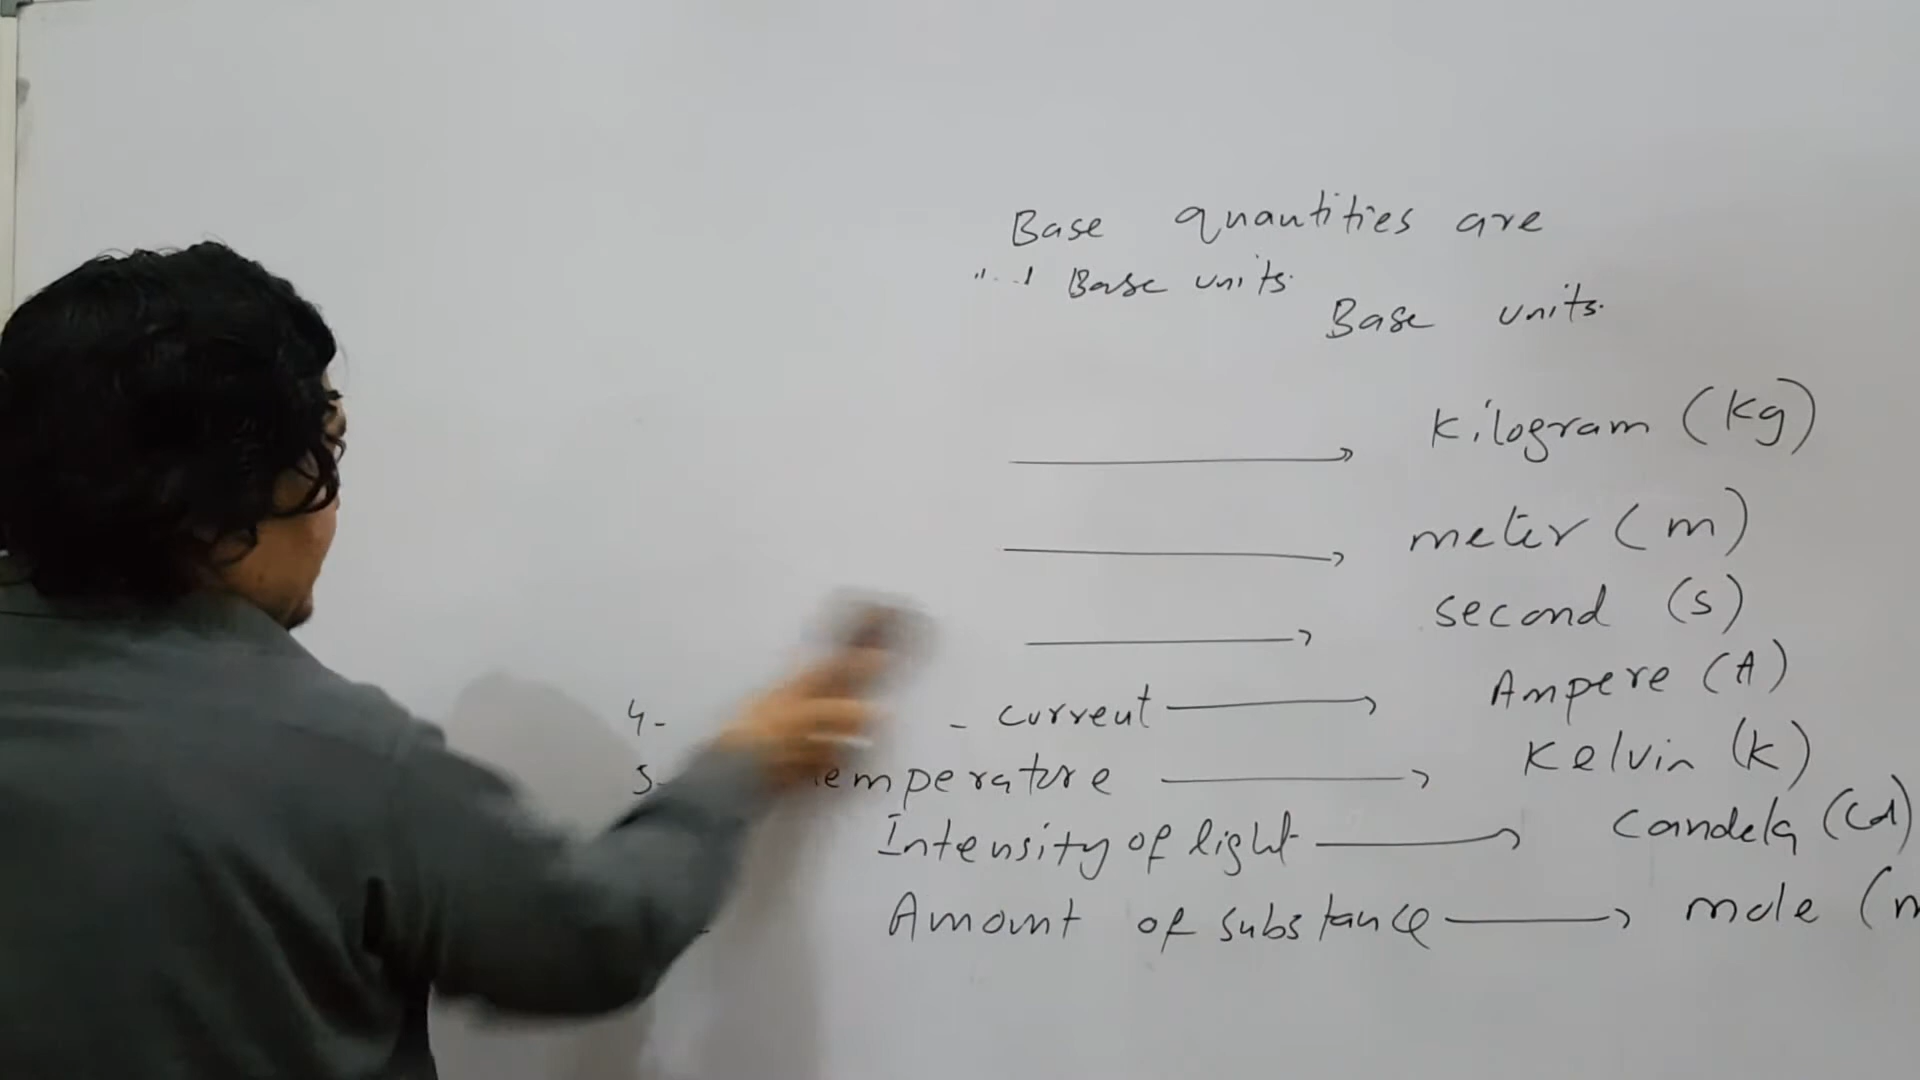 Base quantities are
Base units.
Base units.
Kilogram (Kg)
meter (m)
second (s)
4- - current Ampere (A)
5- emperature Kelvin (K)
Intensity of light Candela (Cd)
Amount of substance mole (m